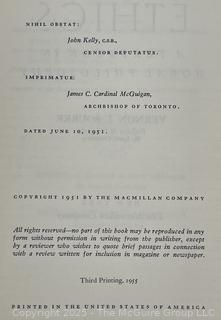 NIHIL OBSTAT:
John Kelly, C.S.B.,
CENSOR DEPUTATUS.
IMPRIMATUR:
James C. Cardinal McGuigan,
ARCHBISHOP OF TORONTO.
DATED JUNE 10, 1951.
COPYRIGHT 1951 BY THE MACMILLAN COMPANY
All rights reserved—no part of this book may be reproduced in any
form without permission in writing from the publisher, except
by a reviewer who wishes to quote brief passages in connection
with a review written for inclusion in magazine or newspaper.
Third Printing, 1955
PRINTED IN THE UNITED STATES OF AMERICA